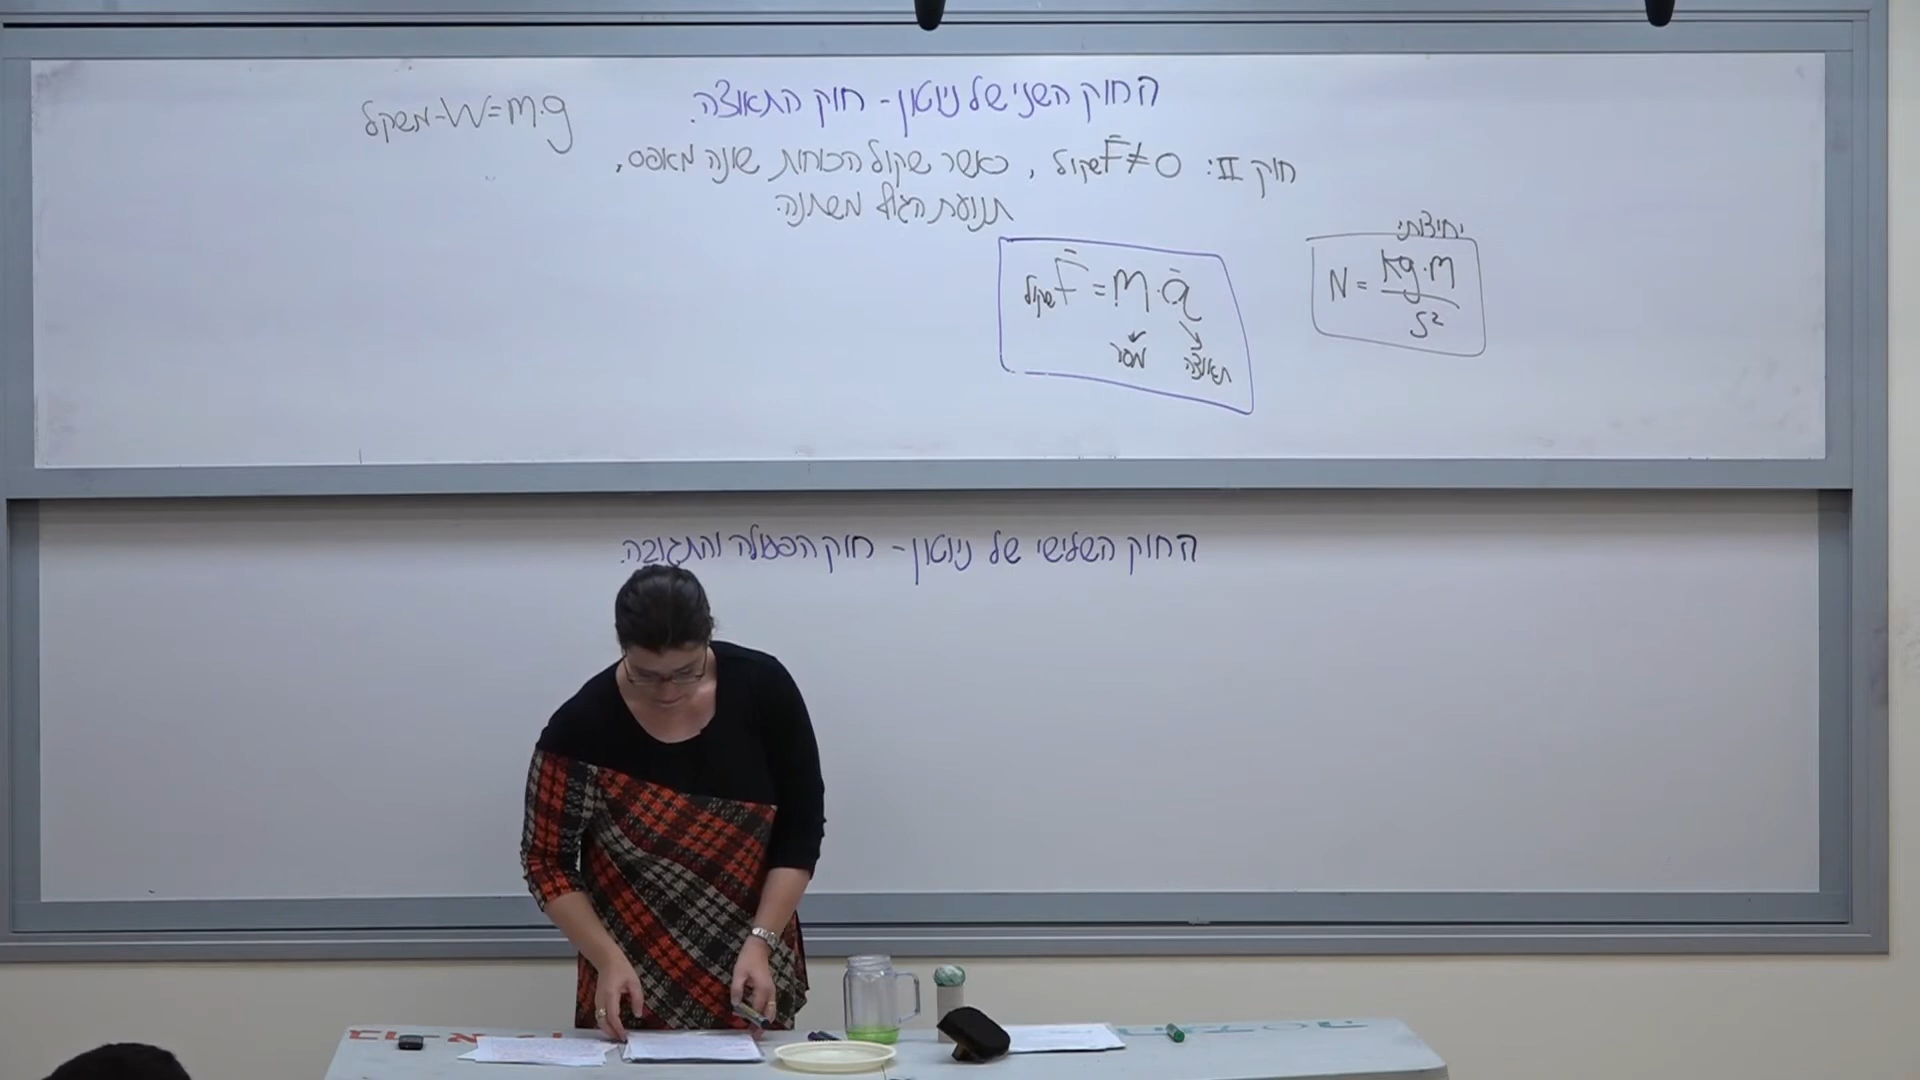 החוק השני של ניוטון - חוק התאוצה.
משקל - W=m·g
חוק II: F̄≠0 שקול, כאשר שקול הכוחות שונה מאפס,
תנועת הגוף משתנה.
שקול F̄ = m·ā
מסה תאוצה
יחידות
N = kg·m/s²
החוק השלישי של ניוטון - חוק הפעולה והתגובה.